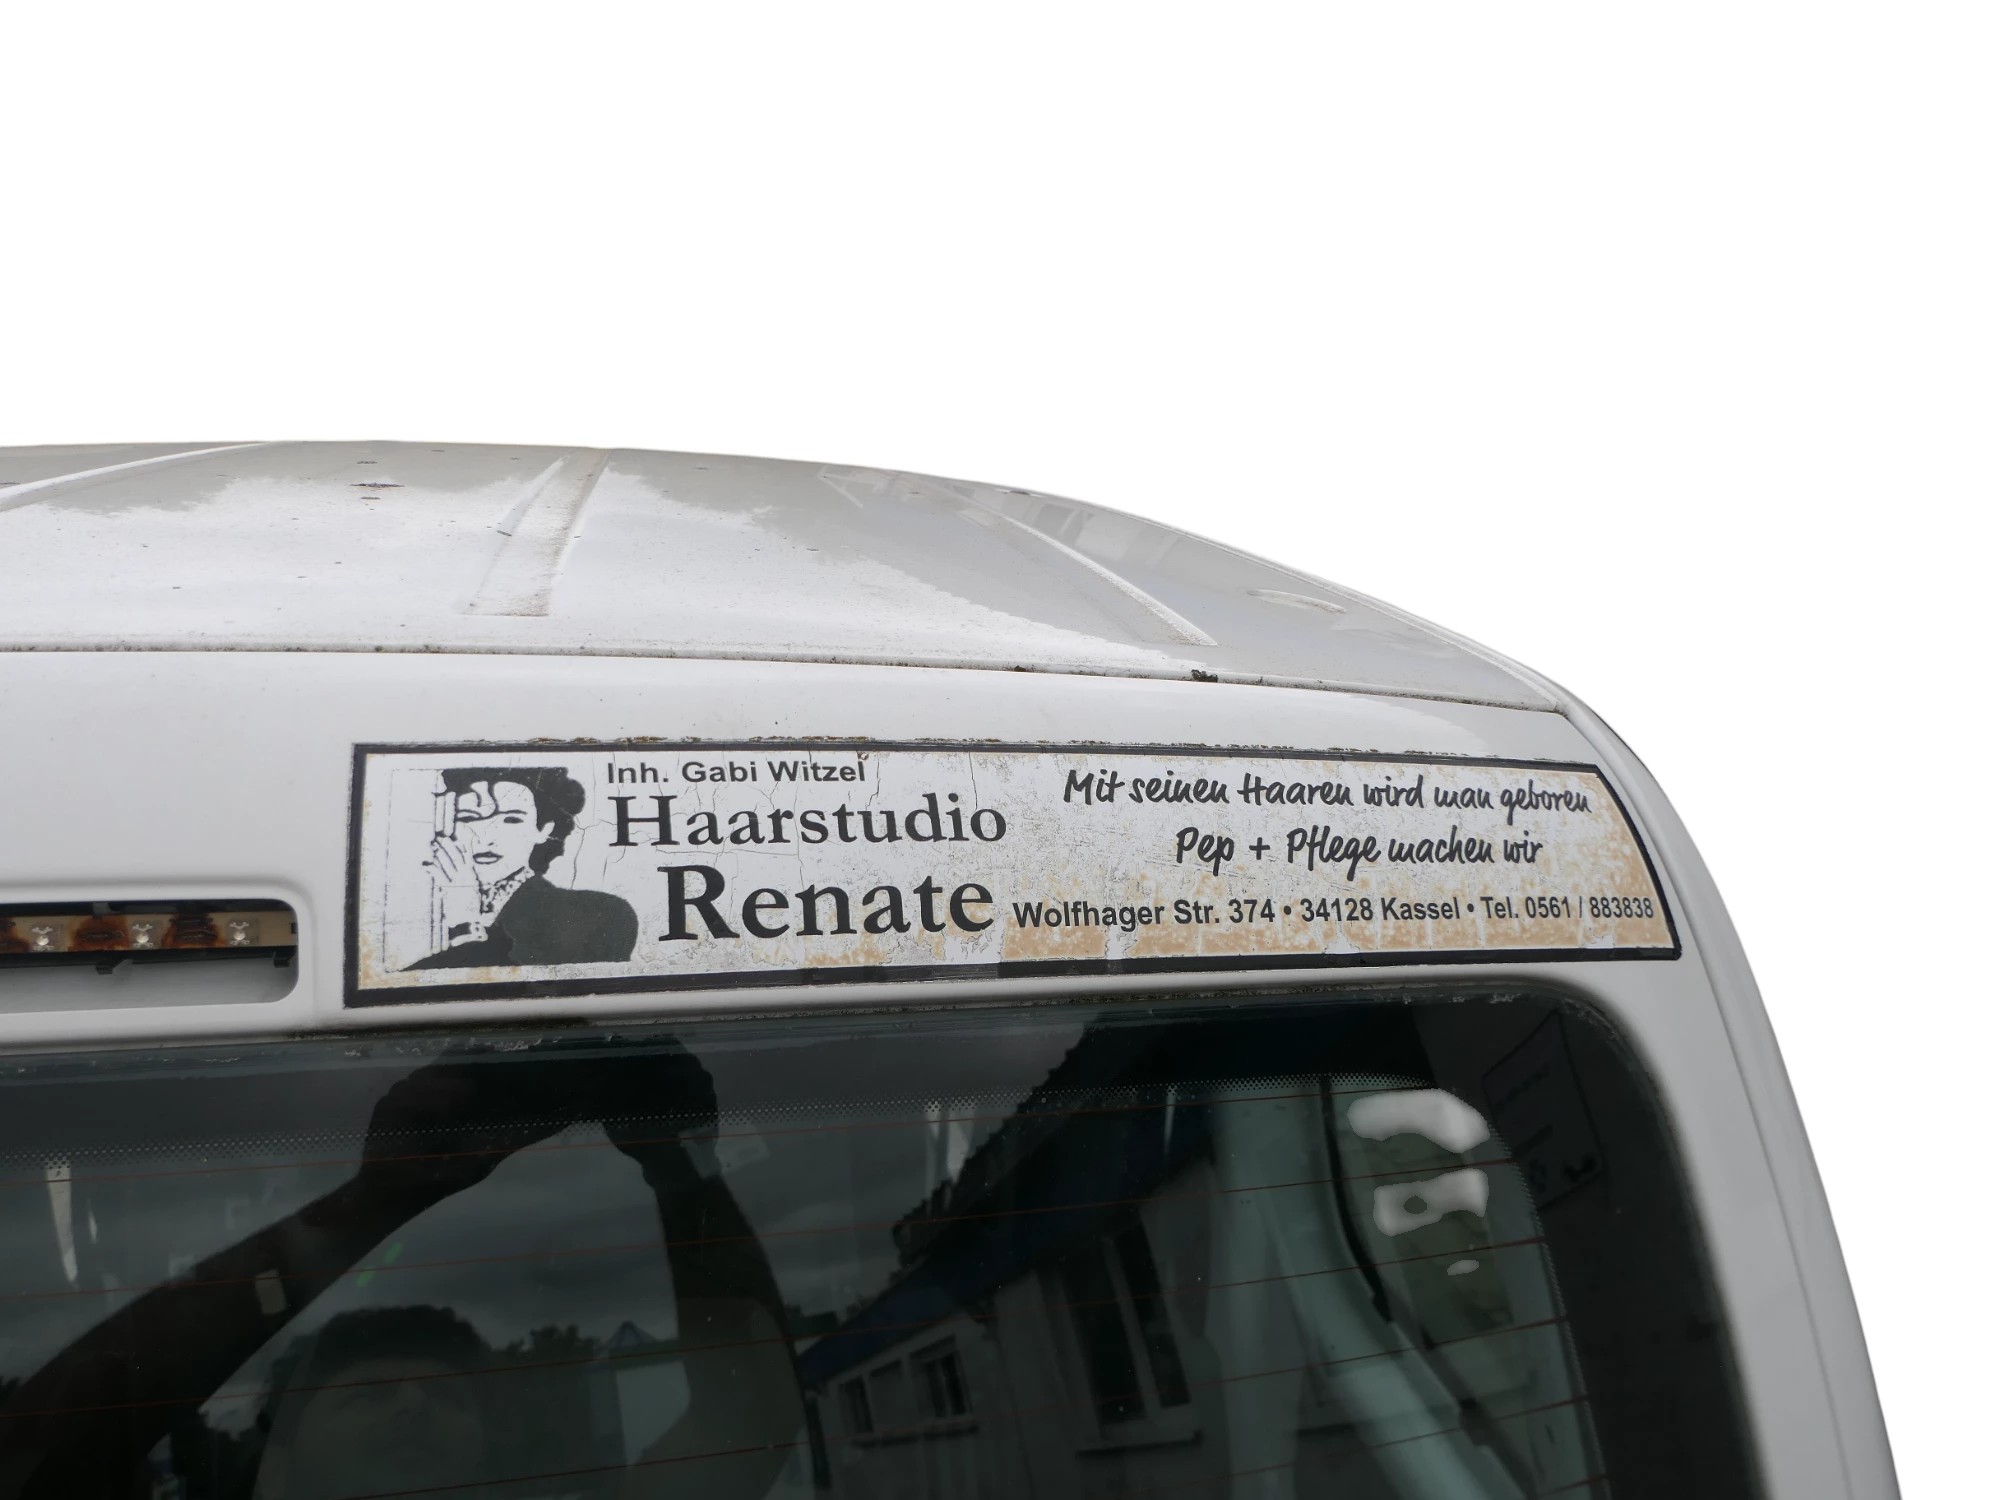 Inh. Gabi Witzel
Haarstudio
Renate
Mit seinen Haaren wird man geboren
Pep + Pflege machen wir
Wolfhager Str. 374 • 34128 Kassel • Tel. 0561 / 883838